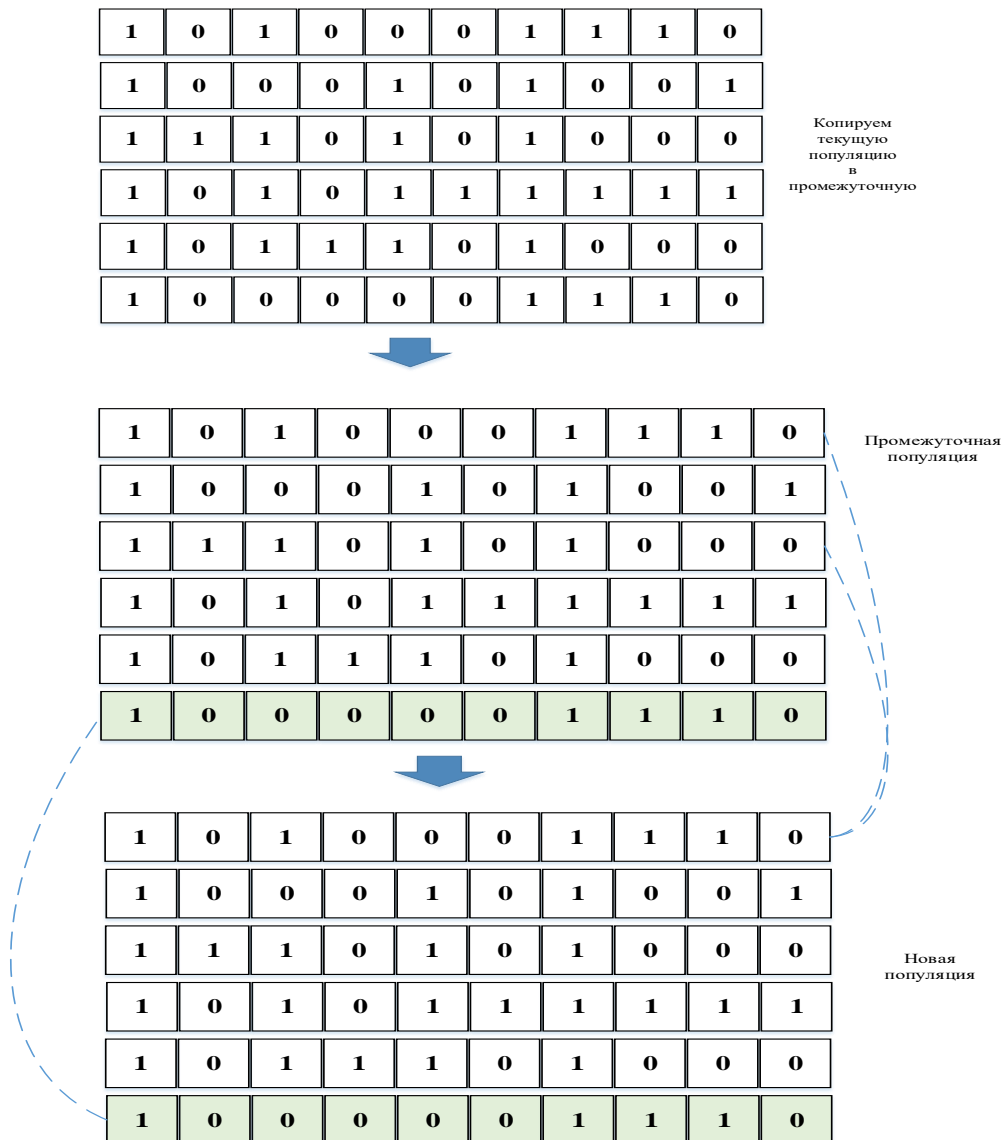 1 0 1 0 0 0 1 1 1 0
1 0 0 0 1 0 1 0 0 1
1 1 1 0 1 0 1 0 0 0
1 0 1 0 1 1 1 1 1 1
1 0 1 1 1 0 1 0 0 0
1 0 0 0 0 0 1 1 1 0
Копируем
текущую
популяцию
в
промежуточную
1 0 1 0 0 0 1 1 1 0
1 0 0 0 1 0 1 0 0 1
1 1 1 0 1 0 1 0 0 0
1 0 1 0 1 1 1 1 1 1
1 0 1 1 1 0 1 0 0 0
1 0 0 0 0 0 1 1 1 0
Промежуточная
популяция
1 0 1 0 0 0 1 1 1 0
1 0 0 0 1 0 1 0 0 1
1 1 1 0 1 0 1 0 0 0
1 0 1 0 1 1 1 1 1 1
1 0 1 1 1 0 1 0 0 0
1 0 0 0 0 0 1 1 1 0
Новая
популяция